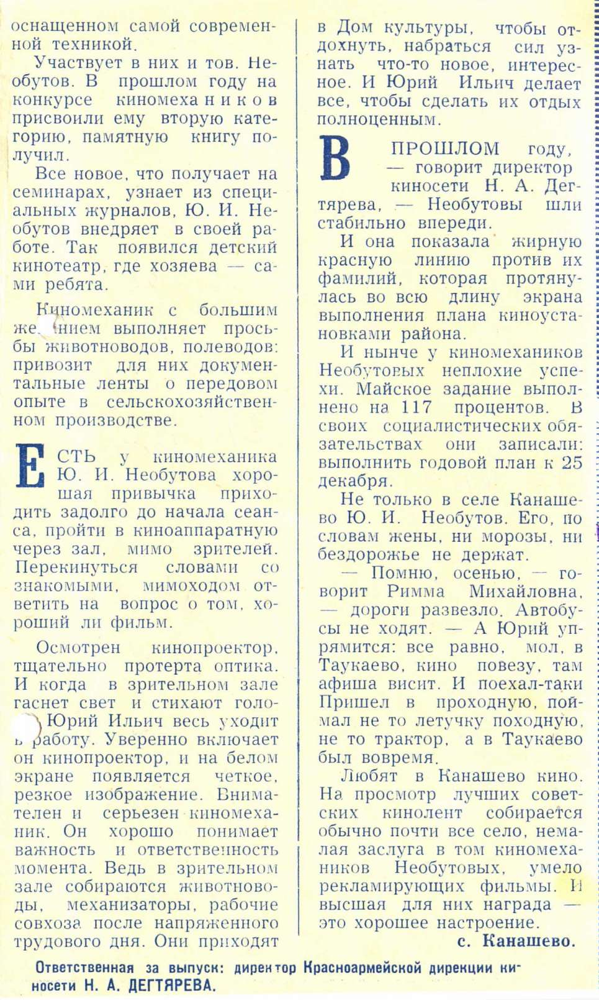 оснащенном самой современ-
ной техникой.
Участвует в них и тов. Не-
обутов. В прошлом году на
конкурсе киномехаников
присвоили ему вторую кате-
горию, памятную книгу по-
лучил.
Все новое, что получает на
семинарах, узнает из специ-
альных журналов, Ю. И. Не-
обутов внедряет в своей ра-
боте. Так появился детский
кинотеатр, где хозяева — са-
ми ребята.
Киномеханик с большим
выполняет прось-
бы животноводов, полеводов:
привозит для них докумен-
тальные ленты о передовом
опыте в сельскохозяйствен-
ном производстве.
ЕСТЬ у киномеханика
Ю. И. Необутова хоро-
шая привычка прихо-
дить задолго до начала сеан-
са, пройти в киноаппаратную
через зал, мимо зрителей.
Перекинуться словами со
знакомыми, мимоходом от-
ветить на вопрос о том, хо-
роший ли фильм.
Осмотрен кинопроектор,
тщательно протерта оптика.
И когда в зрительном зале
гаснет свет и стихают голо-
Юрий Ильич весь уходит
в работу. Уверенно включает
он кинопроектор, и на белом
экране появляется четкое,
резкое изображение. Внима-
телен и серьезен киномеха-
ник. Он хорошо понимает
важность и ответственность
момента. Ведь в зрительном
зале собираются животново-
ды, механизаторы, рабочие
совхоза после напряженного
трудового дня. Они приходят
в Дом культуры, чтобы от-
дохнуть, набраться сил уз-
нать что-то новое, интерес-
ное. И Юрий Ильич делает
все, чтобы сделать их отдых
полноценным.
В ПРОШЛОМ году,
— говорит директор
киносети Н. А. Дег-
тярева, — Необутовы шли
стабильно впереди.
И она показала жирную
красную линию против их
фамилий, которая протяну-
лась во всю длину экрана
выполнения плана киноуста-
новками района.
И нынче у киномехаников
Необутовых неплохие успе-
хи. Майское задание выпол-
нено на 117 процентов. В
своих социалистических обя-
зательствах они записали:
выполнить годовой план к 25
декабря.
Не только в селе Канаше-
во Ю. И. Необутов. Его, по
словам жены, ни морозы, ни
бездорожье не держат.
— Помню, осенью, — го-
ворит Римма Михайловна,
— дороги развезло. Автобу-
сы не ходят. — А Юрий уп-
рямится: все равно, мол, в
Таукаево, кино повезу, там
афиша висит. И поехал-таки
Пришел в проходную, пой-
мал не то летучку походную,
не то трактор, а в Таукаево
был вовремя.
Любят в Канашево кино.
На просмотр лучших совет-
ских кинолент собирается
обычно почти все село, нема-
лая заслуга в том киномеха-
ников Необутовых, умело
рекламирующих фильмы. И
высшая для них награда —
это хорошее настроение.
с. Канашево.
Ответственная за выпуск: директор Красноармейской дирекции ки-
носети Н. А. ДЕГТЯРЕВА.